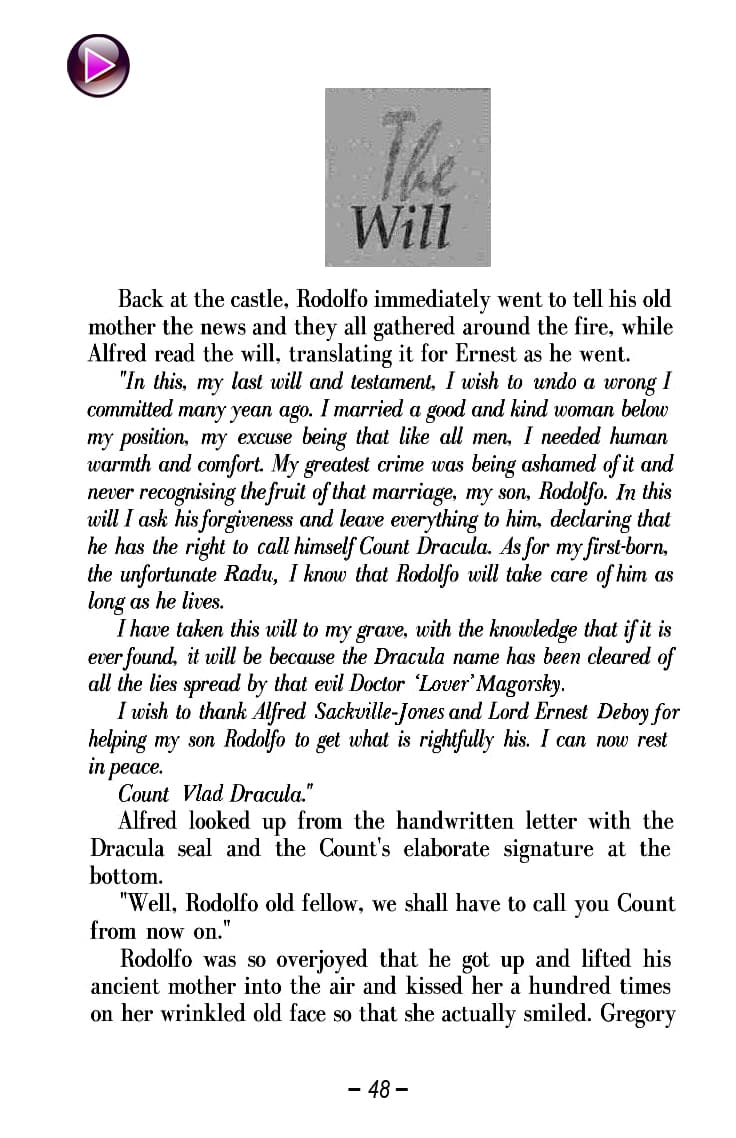 The
Will
Back at the castle, Rodolfo immediately went to tell his old
mother the news and they all gathered around the fire, while
Alfred read the will, translating it for Ernest as he went.
"In this, my last will and testament, I wish to undo a wrong I
committed many yean ago. I married a good and kind woman below
my position, my excuse being that like all men, I needed human
warmth and comfort. My greatest crime was being ashamed of it and
never recognising the fruit of that marriage, my son, Rodolfo. In this
will I ask his forgiveness and leave everything to him, declaring that
he has the right to call himself Count Dracula. As for my first-born,
the unfortunate Radu, I know that Rodolfo will take care of him as
long as he lives.
I have taken this will to my grave, with the knowledge that if it is
ever found, it will be because the Dracula name has been cleared of
all the lies spread by that evil Doctor ‘Lover’ Magorsky.
I wish to thank Alfred Sackville-Jones and Lord Ernest Deboy for
helping my son Rodolfo to get what is rightfully his. I can now rest
in peace.
Count Vlad Dracula."
Alfred looked up from the handwritten letter with the
Dracula seal and the Count's elaborate signature at the
bottom.
"Well, Rodolfo old fellow, we shall have to call you Count
from now on."
Rodolfo was so overjoyed that he got up and lifted his
ancient mother into the air and kissed her a hundred times
on her wrinkled old face so that she actually smiled. Gregory
– 48 –